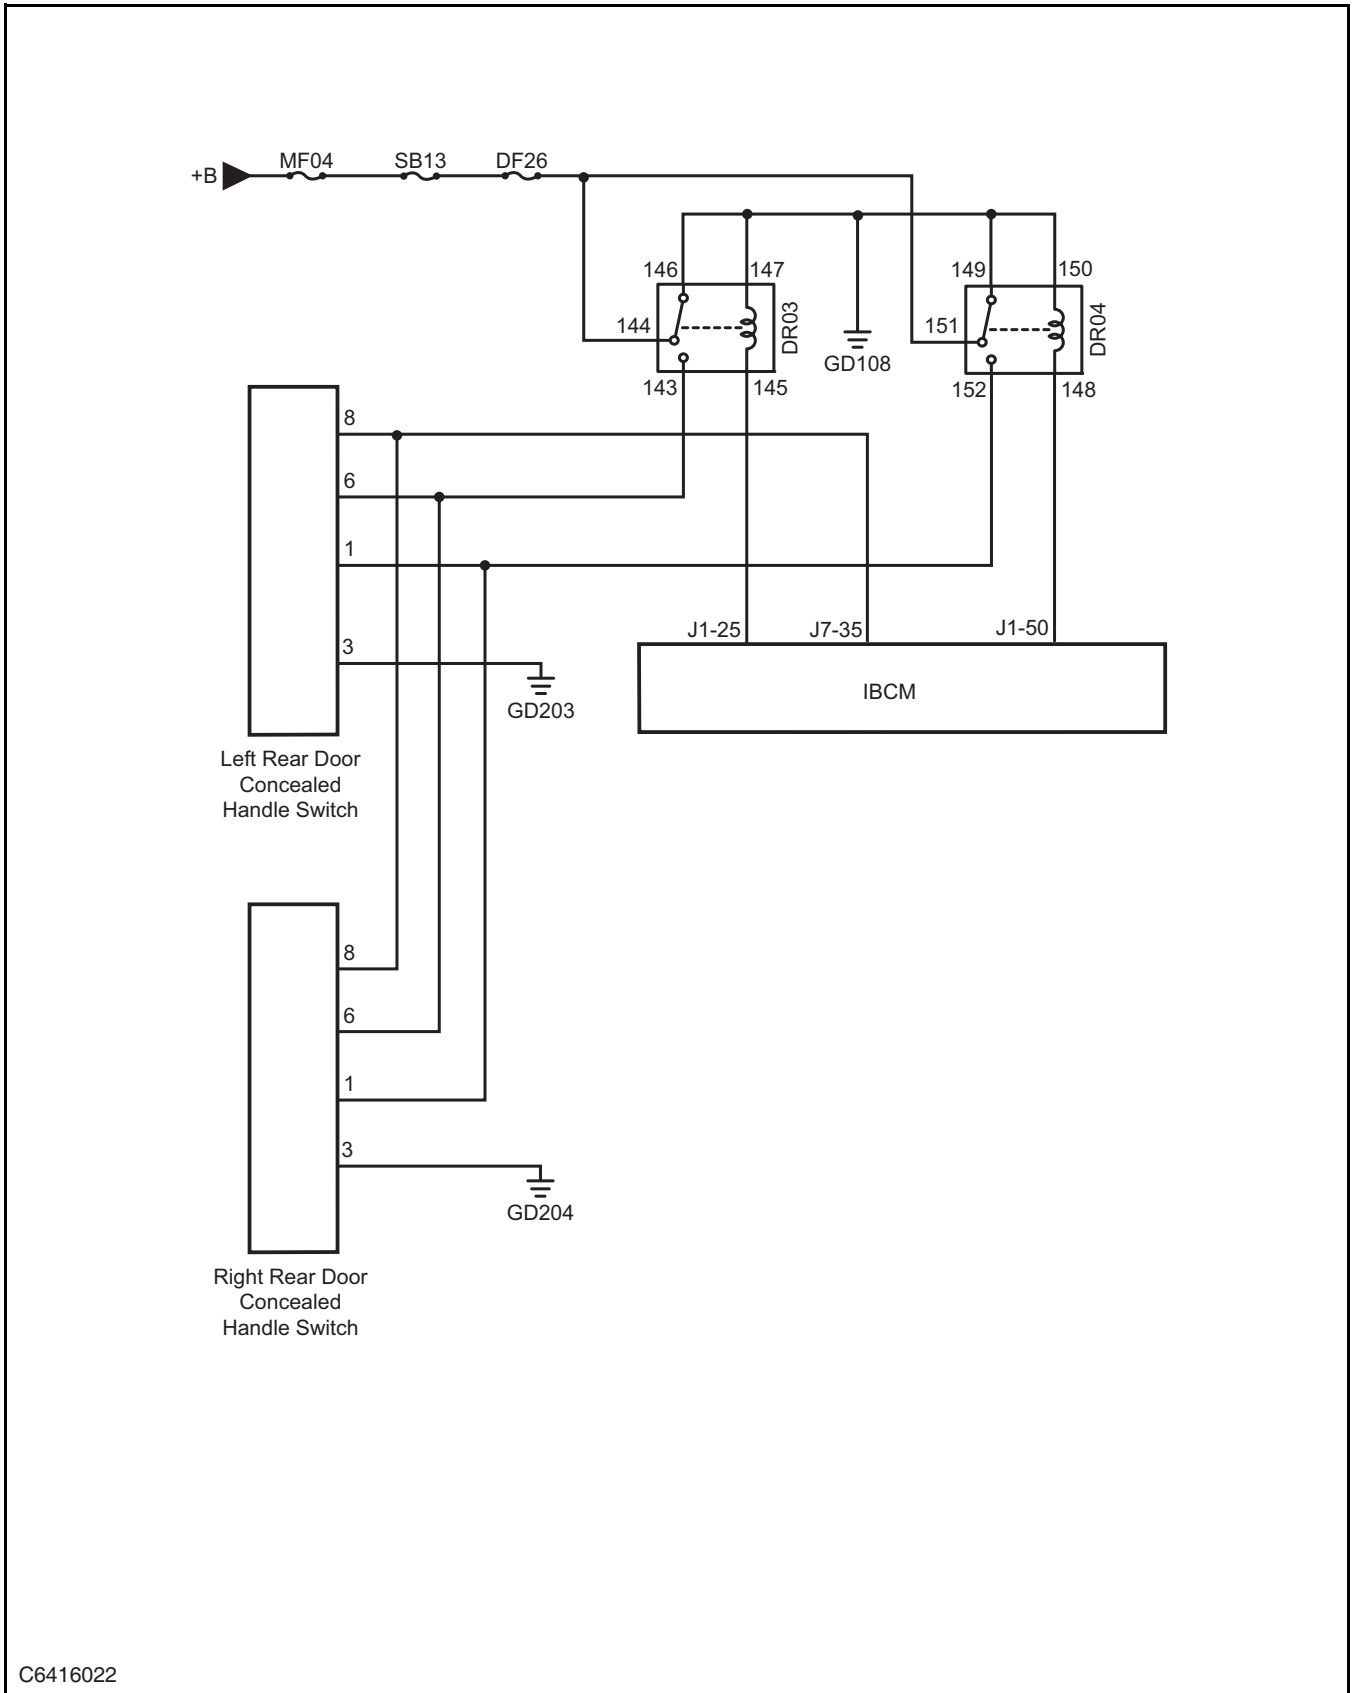 MF04 SB13 DF26
+B
146 147 149 150
144 DR03 151 DR04
GD108
143 145 152 148
8
6
1
J1-25 J7-35 J1-50
3
IBCM
GD203
Left Rear Door
Concealed
Handle Switch
8
6
1
3
GD204
Right Rear Door
Concealed
Handle Switch
C6416022